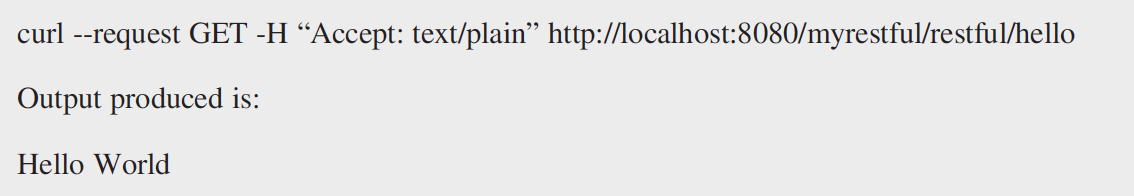 curl --request GET -H “Accept: text/plain” http://localhost:8080/myrestful/restful/hello
Output produced is:
Hello World